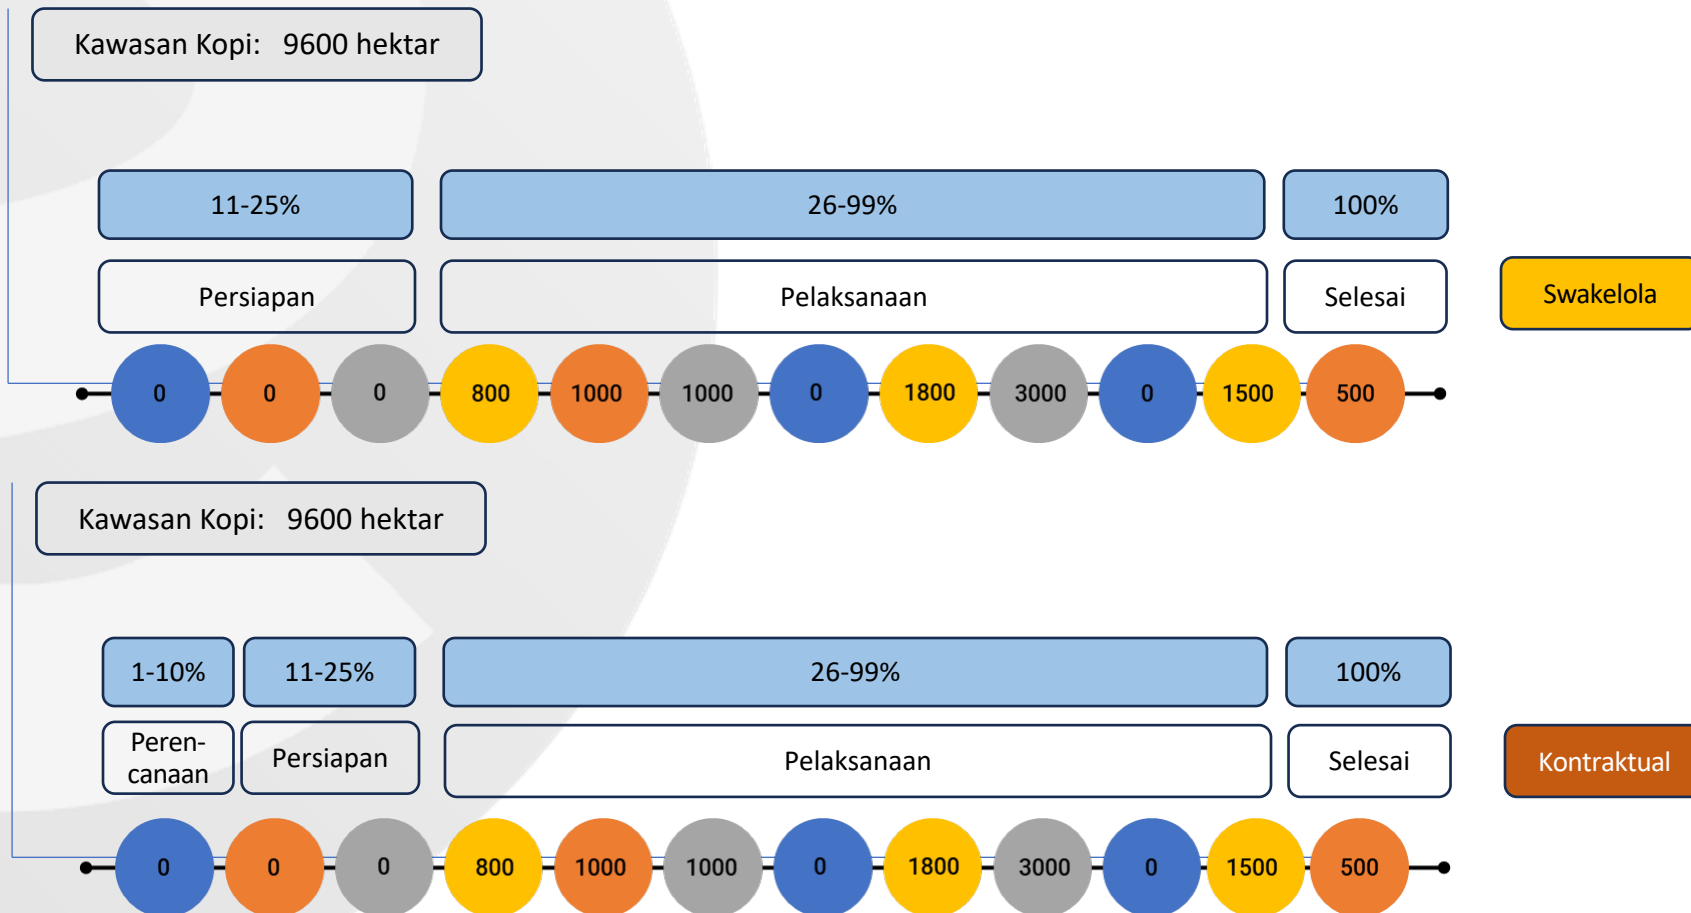 Kawasan Kopi: 9600 hektar
11-25% 26-99% 100%
Persiapan Pelaksanaan Selesai Swakelola
0 0 0 800 1000 1000 0 1800 3000 0 1500 500
Kawasan Kopi: 9600 hektar
1-10% 11-25% 26-99% 100%
Peren-
canaan
Persiapan Pelaksanaan Selesai Kontraktual
0 0 0 800 1000 1000 0 1800 3000 0 1500 500